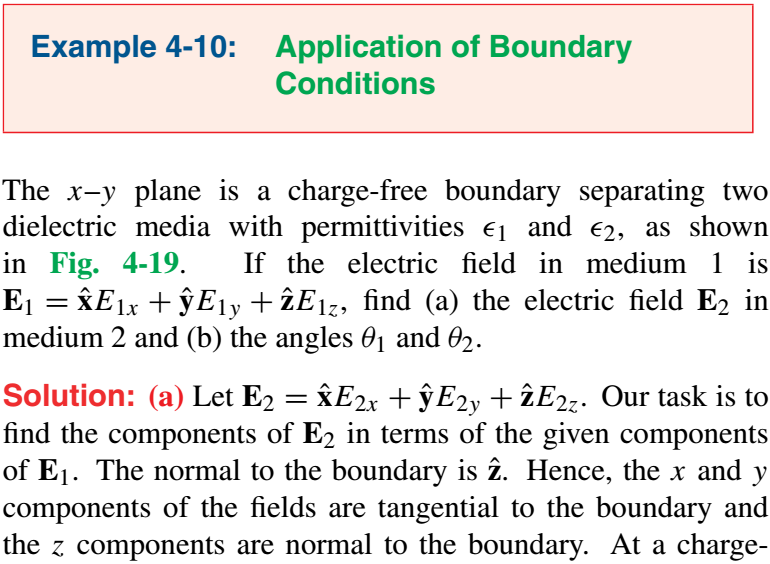 Example 4-10: Application of Boundary
Conditions
The x–y plane is a charge-free boundary separating two
dielectric media with permittivities ϵ₁ and ϵ₂, as shown
in Fig. 4-19. If the electric field in medium 1 is
𝐄₁ = x̂E₁ₓ + ŷE₁y + ẑE₁z, find (a) the electric field 𝐄₂ in
medium 2 and (b) the angles θ₁ and θ₂.
Solution: (a) Let 𝐄₂ = x̂E₂ₓ + ŷE₂y + ẑE₂z. Our task is to
find the components of 𝐄₂ in terms of the given components
of 𝐄₁. The normal to the boundary is ẑ. Hence, the x and y
components of the fields are tangential to the boundary and
the z components are normal to the boundary. At a charge-